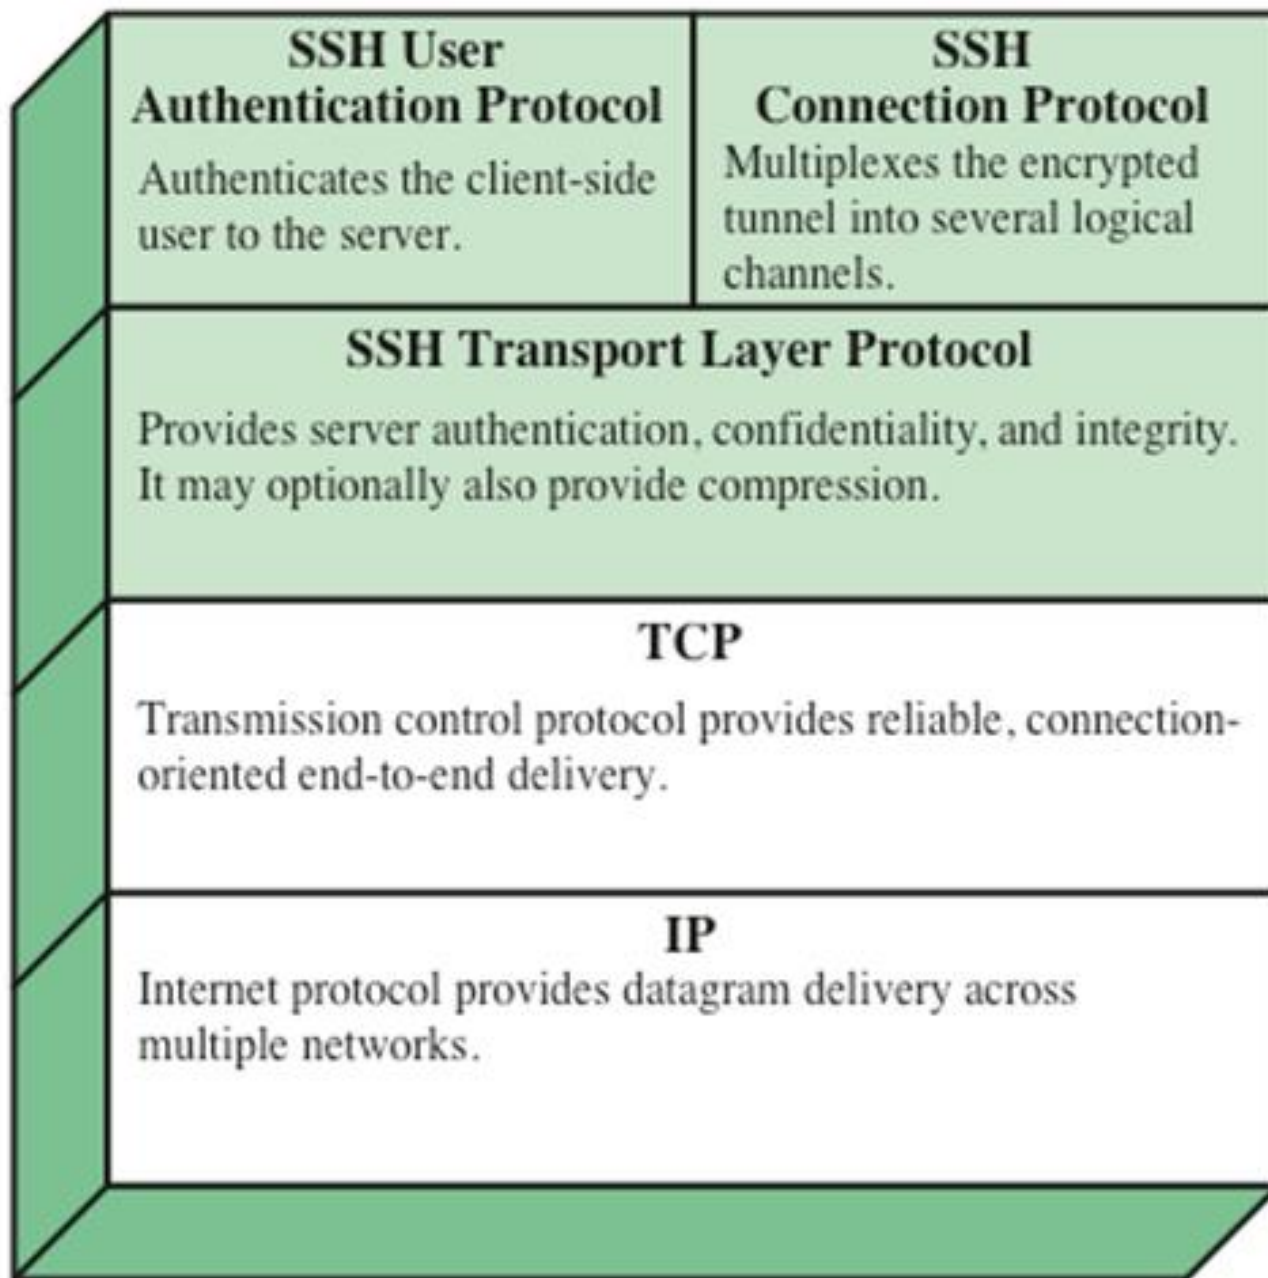 SSH User
Authentication Protocol
Authenticates the client-side
user to the server.
SSH
Connection Protocol
Multiplexes the encrypted
tunnel into several logical
channels.
SSH Transport Layer Protocol
Provides server authentication, confidentiality, and integrity.
It may optionally also provide compression.
TCP
Transmission control protocol provides reliable, connection-
oriented end-to-end delivery.
IP
Internet protocol provides datagram delivery across
multiple networks.